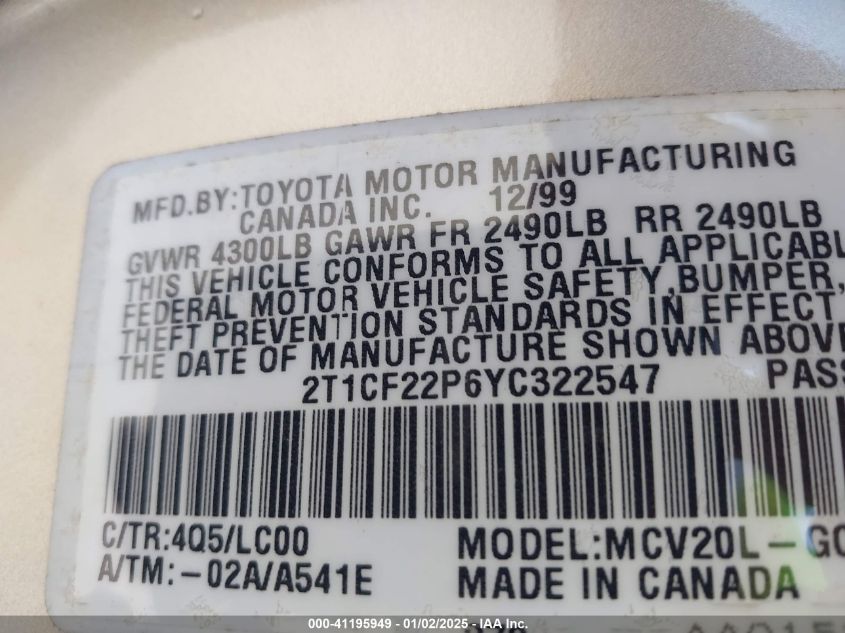 MFD.BY:TOYOTA MOTOR MANUFACTURING
CANADA INC. 12/99
GVWR 4300LB GAWR FR 2490LB RR 2490LB
THIS VEHICLE CONFORMS TO ALL APPLICABL
FEDERAL MOTOR VEHICLE SAFETY,BUMPER,
THEFT PREVENTION STANDARDS IN EFFECT
THE DATE OF MANUFACTURE SHOWN ABOVE
2T1CF22P6YC322547 PASS
C/TR:4Q5/LC00 MODEL:MCV20L-GC
A/TM:-02A/A541E MADE IN CANADA
000-41195949 - 01/02/2025 - IAA Inc.